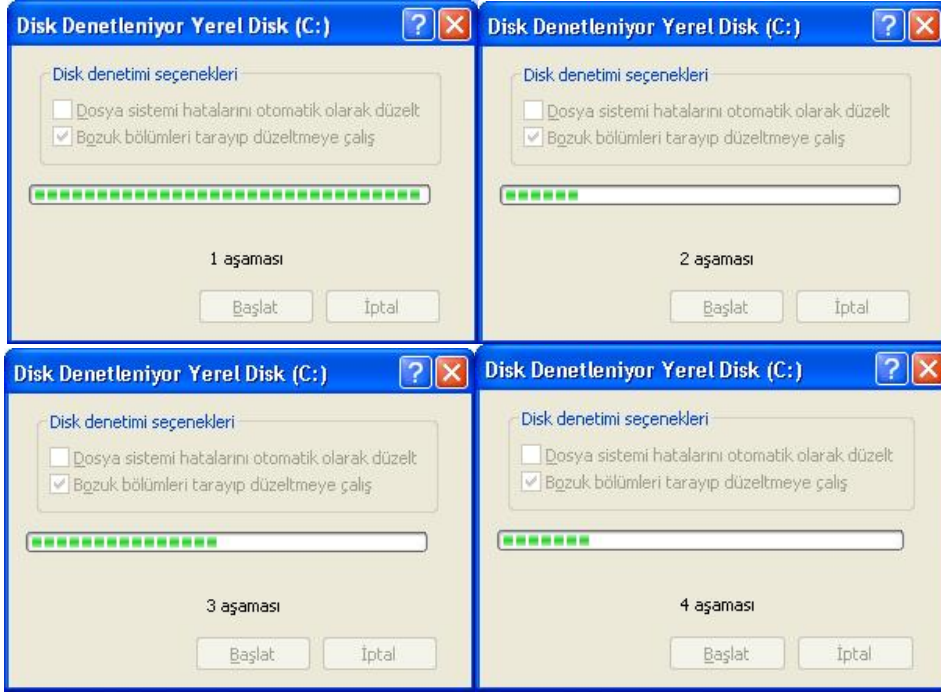 Disk Denetleniyor Yerel Disk (C:)
Disk denetimi seçenekleri
Dosya sistemi hatalarını otomatik olarak düzelt
Bozuk bölümleri tarayıp düzeltmeye çalış
1 aşaması
Başlat İptal
Disk Denetleniyor Yerel Disk (C:)
Disk denetimi seçenekleri
Dosya sistemi hatalarını otomatik olarak düzelt
Bozuk bölümleri tarayıp düzeltmeye çalış
2 aşaması
Başlat İptal
Disk Denetleniyor Yerel Disk (C:)
Disk denetimi seçenekleri
Dosya sistemi hatalarını otomatik olarak düzelt
Bozuk bölümleri tarayıp düzeltmeye çalış
3 aşaması
Başlat İptal
Disk Denetleniyor Yerel Disk (C:)
Disk denetimi seçenekleri
Dosya sistemi hatalarını otomatik olarak düzelt
Bozuk bölümleri tarayıp düzeltmeye çalış
4 aşaması
Başlat İptal